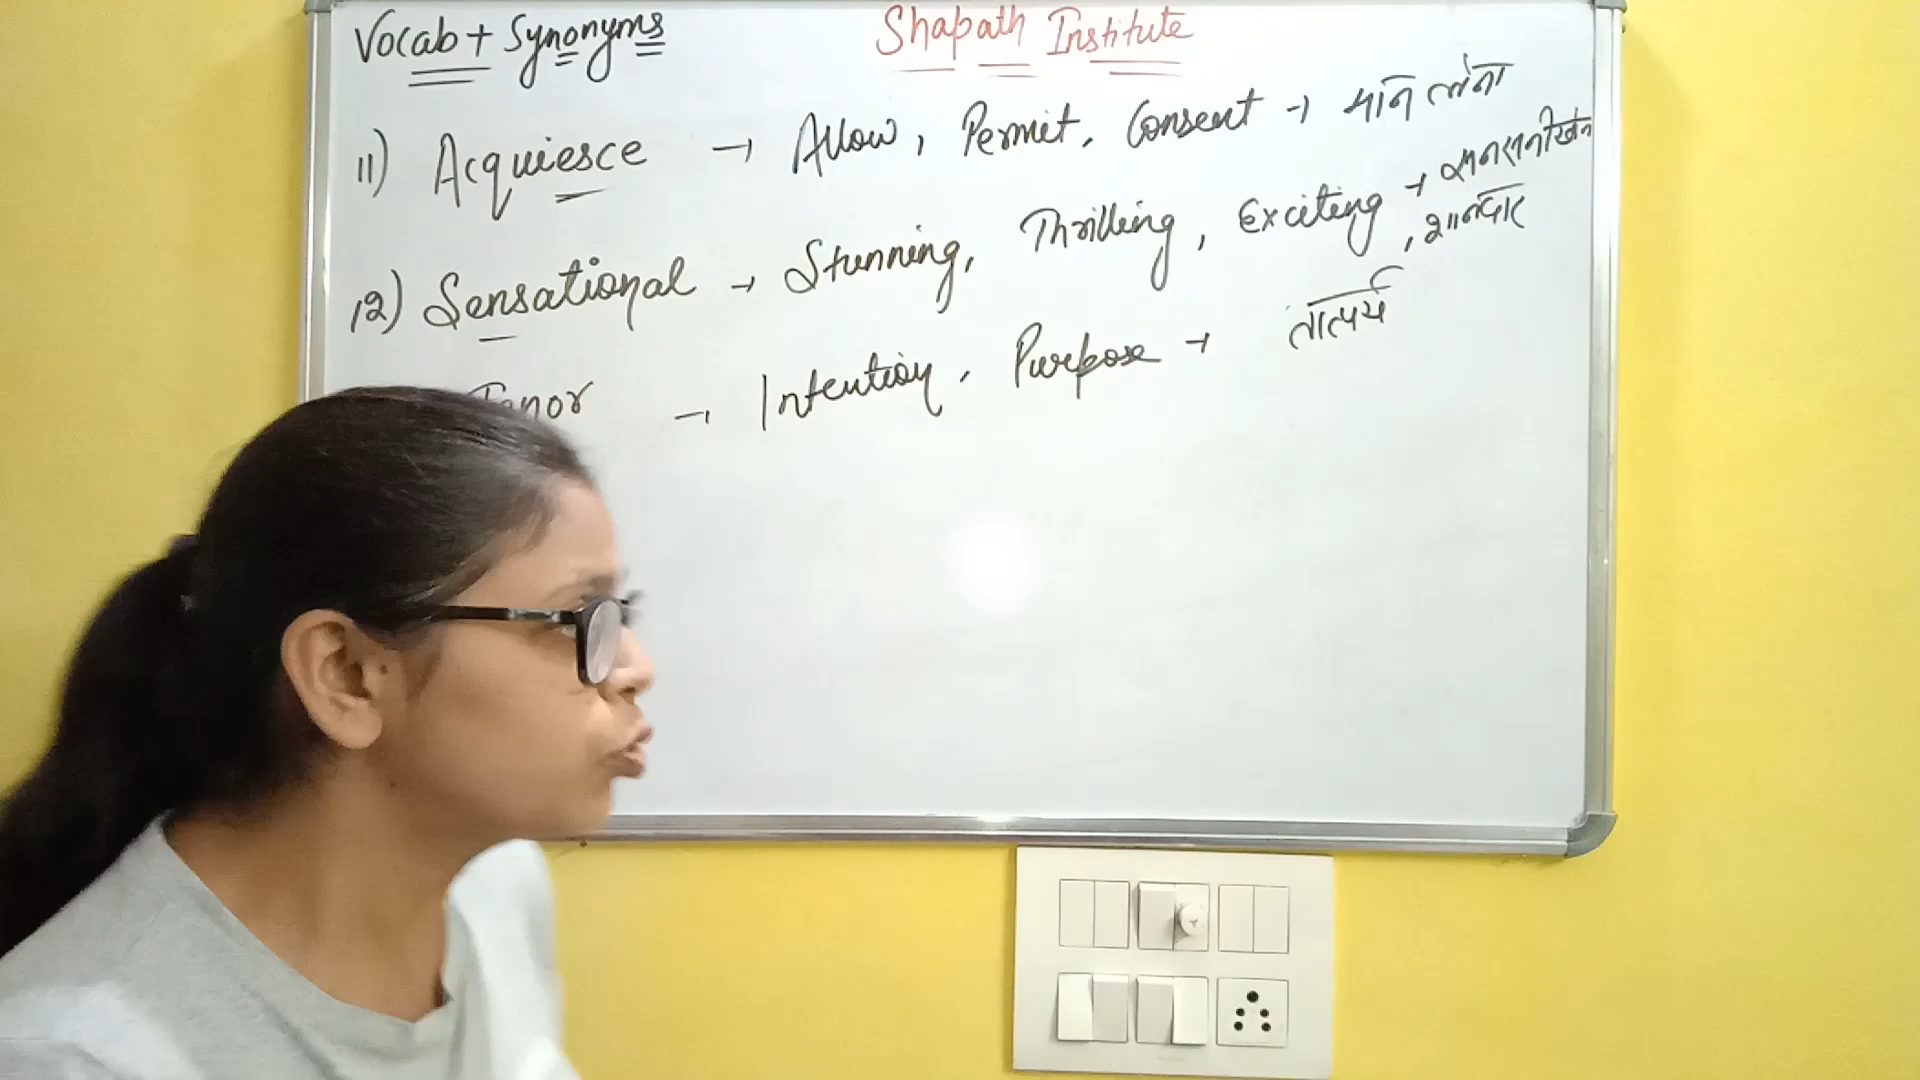 Vocab + Synonyms
Shapath Institute
11) Acquiesce → Allow, Permit, Consent → मान लेना
12) Sensational → Stunning, Thrilling, Exciting → सनसनीखेज
, शानदार
Tenor → Intention, Purpose → तात्पर्य